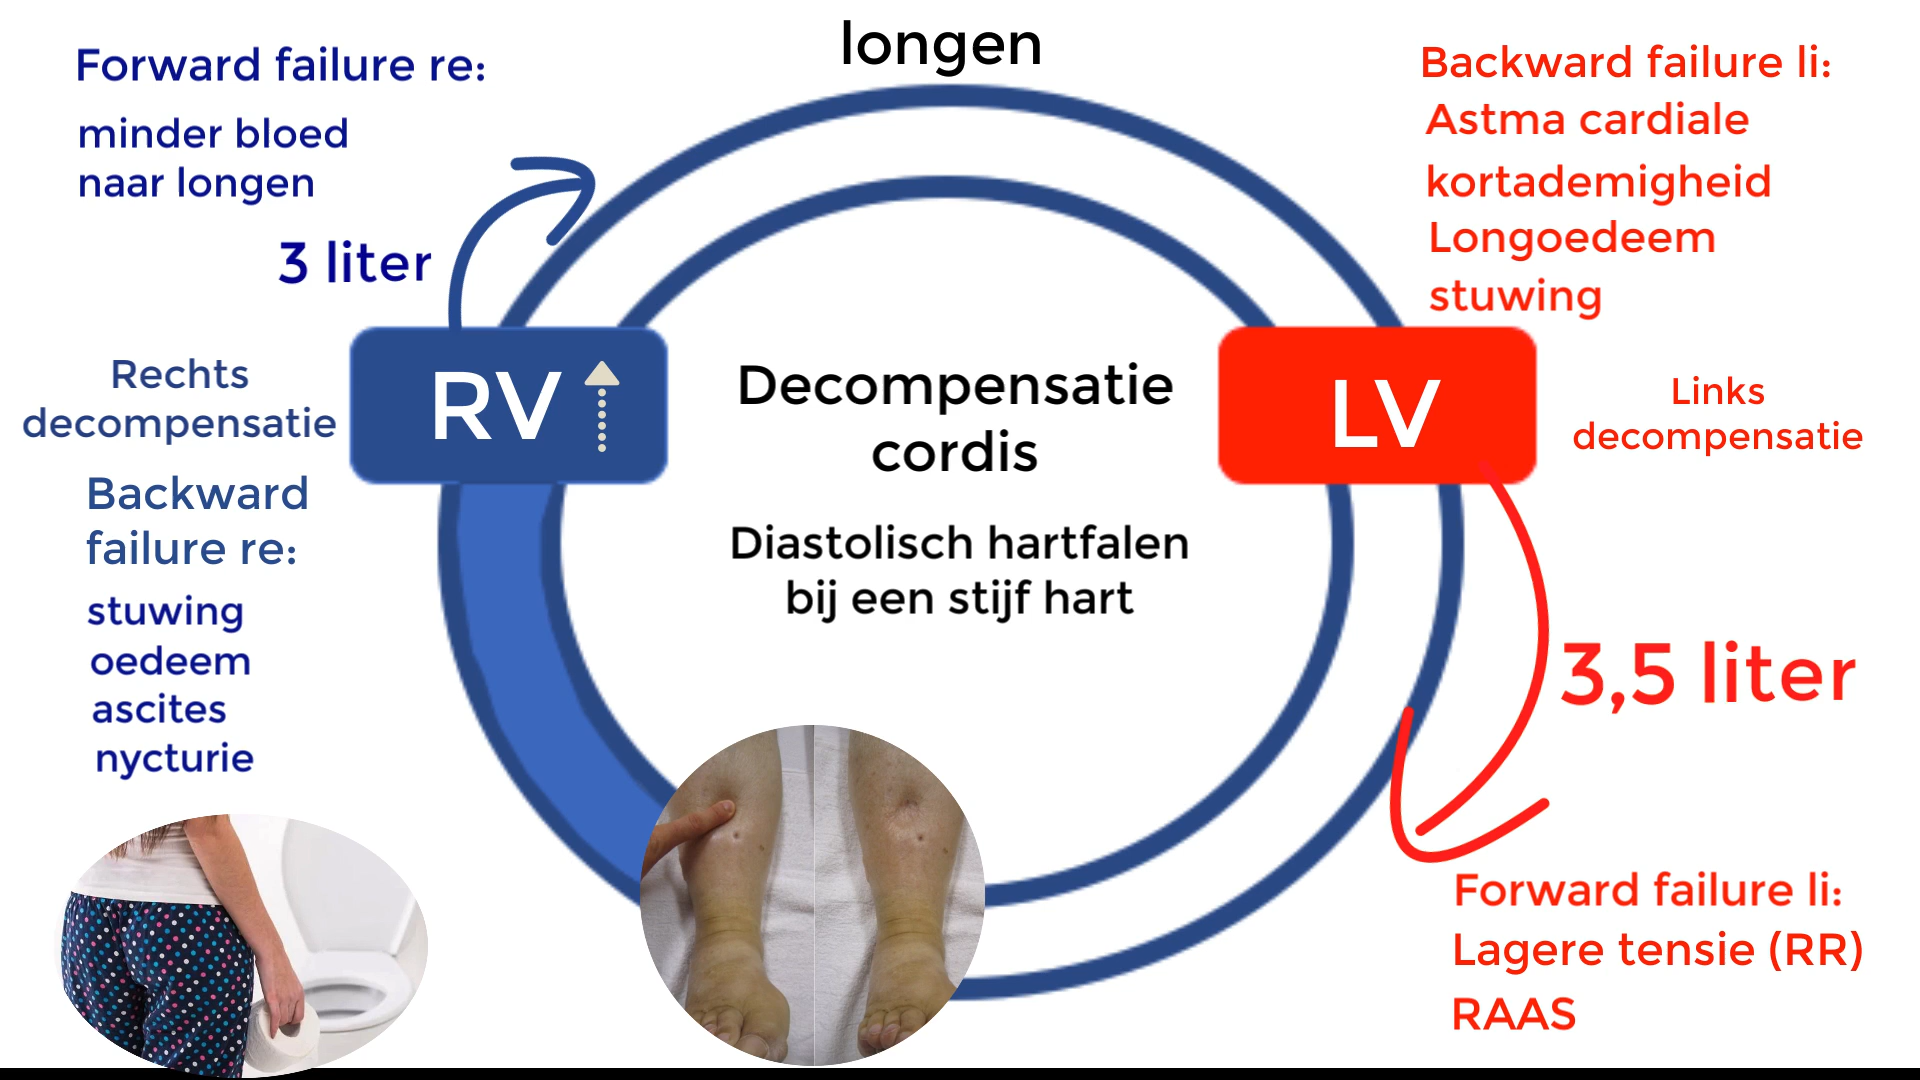 longen
Forward failure re:
minder bloed
naar longen
3 liter
Rechts
decompensatie
RV
Backward
failure re:
stuwing
oedeem
ascites
nycturie
Decompensatie
cordis
Diastolisch hartfalen
bij een stijf hart
Backward failure li:
Astma cardiale
kortademigheid
Longoedeem
stuwing
LV
Links
decompensatie
3,5 liter
Forward failure li:
Lagere tensie (RR)
RAAS